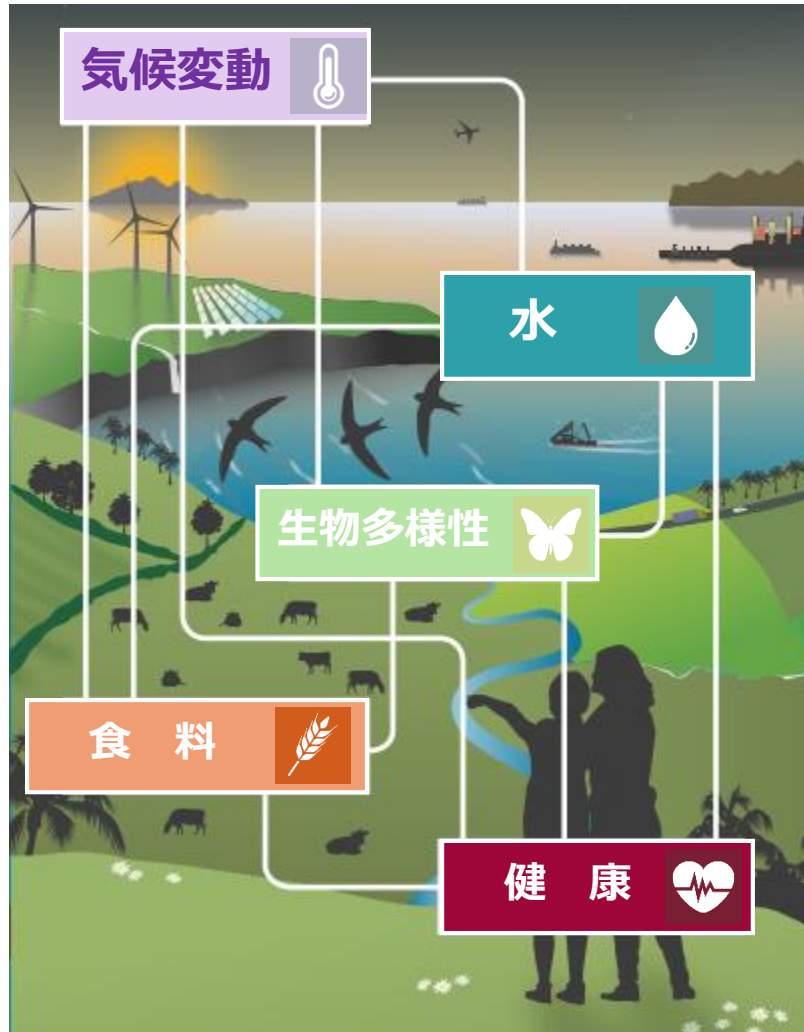 気候変動
水
生物多様性
食　料
健　康